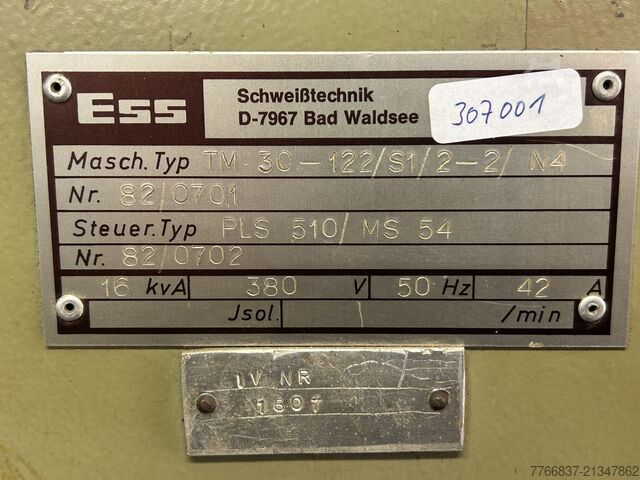 Ess
Schweißtechnik
D-7967 Bad Waldsee
307001
Masch.Typ TM 30-122/S1/2-2/ N4
Nr. 82/0701
Steuer.Typ PLS 510/ MS 54
Nr. 82/0702
16 kvA 380 V 50 Hz 42 A
Jsol. / /min
IV NR
1607
7766837-21347862